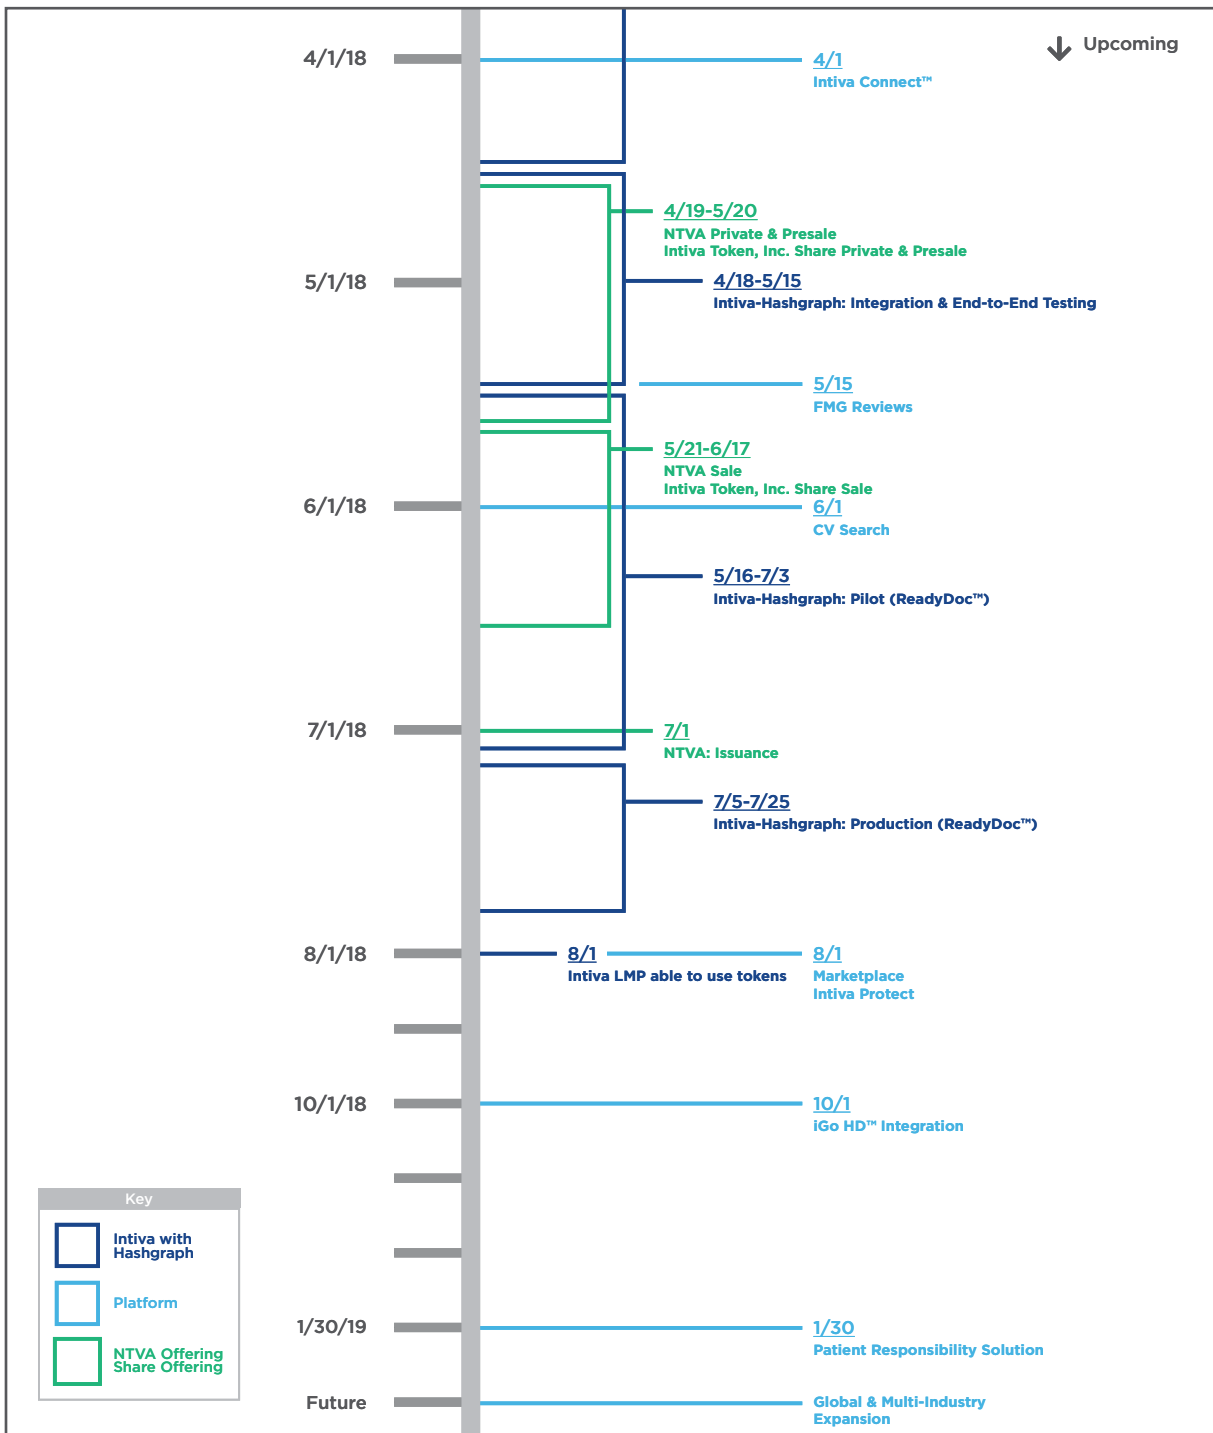 Upcoming
4/1/18
4/1
Intiva Connect™
4/19-5/20
NTVA Private & Presale
Intiva Token, Inc. Share Private & Presale
5/1/18
4/18-5/15
Intiva-Hashgraph: Integration & End-to-End Testing
5/15
FMG Reviews
5/21-6/17
NTVA Sale
Intiva Token, Inc. Share Sale
6/1/18
6/1
CV Search
5/16-7/3
Intiva-Hashgraph: Pilot (ReadyDoc™)
7/1/18
7/1
NTVA: Issuance
7/5-7/25
Intiva-Hashgraph: Production (ReadyDoc™)
8/1/18
8/1
Intiva LMP able to use tokens
8/1
Marketplace
Intiva Protect
10/1/18
10/1
iGo HD™ Integration
1/30/19
1/30
Patient Responsibility Solution
Future
Global & Multi-Industry
Expansion
Key
Intiva with
Hashgraph
Platform
NTVA Offering
Share Offering